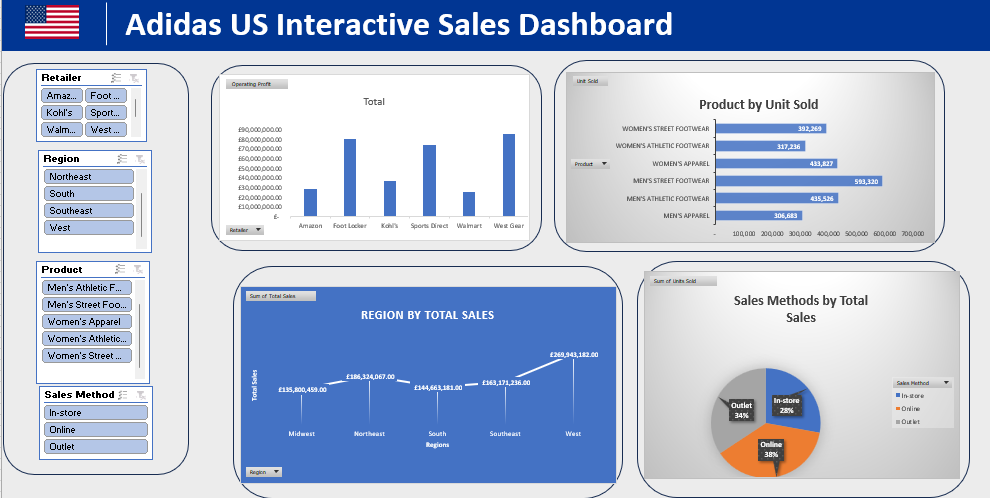 Adidas US Interactive Sales Dashboard
Retailer
Amaz... Foot ...
Kohl's Sport...
Walm... West ...
Region
Northeast
South
Southeast
West
Product
Men's Athletic F...
Men's Street Foo...
Women's Apparel
Women's Athletic...
Women's Street ...
Sales Method
In-store
Online
Outlet
Operating Profit
Total
£90,000,000.00
£80,000,000.00
£70,000,000.00
£60,000,000.00
£50,000,000.00
£40,000,000.00
£30,000,000.00
£20,000,000.00
£10,000,000.00
£-
Amazon Foot Locker Kohl's Sports Direct Walmart West Gear
Retailer
Unit Sold
Product by Unit Sold
Product
WOMEN'S STREET FOOTWEAR 392,269
WOMEN'S ATHLETIC FOOTWEAR 317,236
WOMEN'S APPAREL 433,827
MEN'S STREET FOOTWEAR 593,320
MEN'S ATHLETIC FOOTWEAR 435,526
MEN'S APPAREL 306,683
- 100,000 200,000 300,000 400,000 500,000 600,000 700,000
Sum of Total Sales
REGION BY TOTAL SALES
Total Sales
£135,800,459.00 £186,324,067.00 £144,663,181.00 £163,171,236.00 £269,943,182.00
Midwest Northeast South Southeast West
Regions
Region
Sum of Units Sold
Sales Methods by Total
Sales
In-store
28%
Online
38%
Outlet
34%
Sales Method
In-store
Online
Outlet